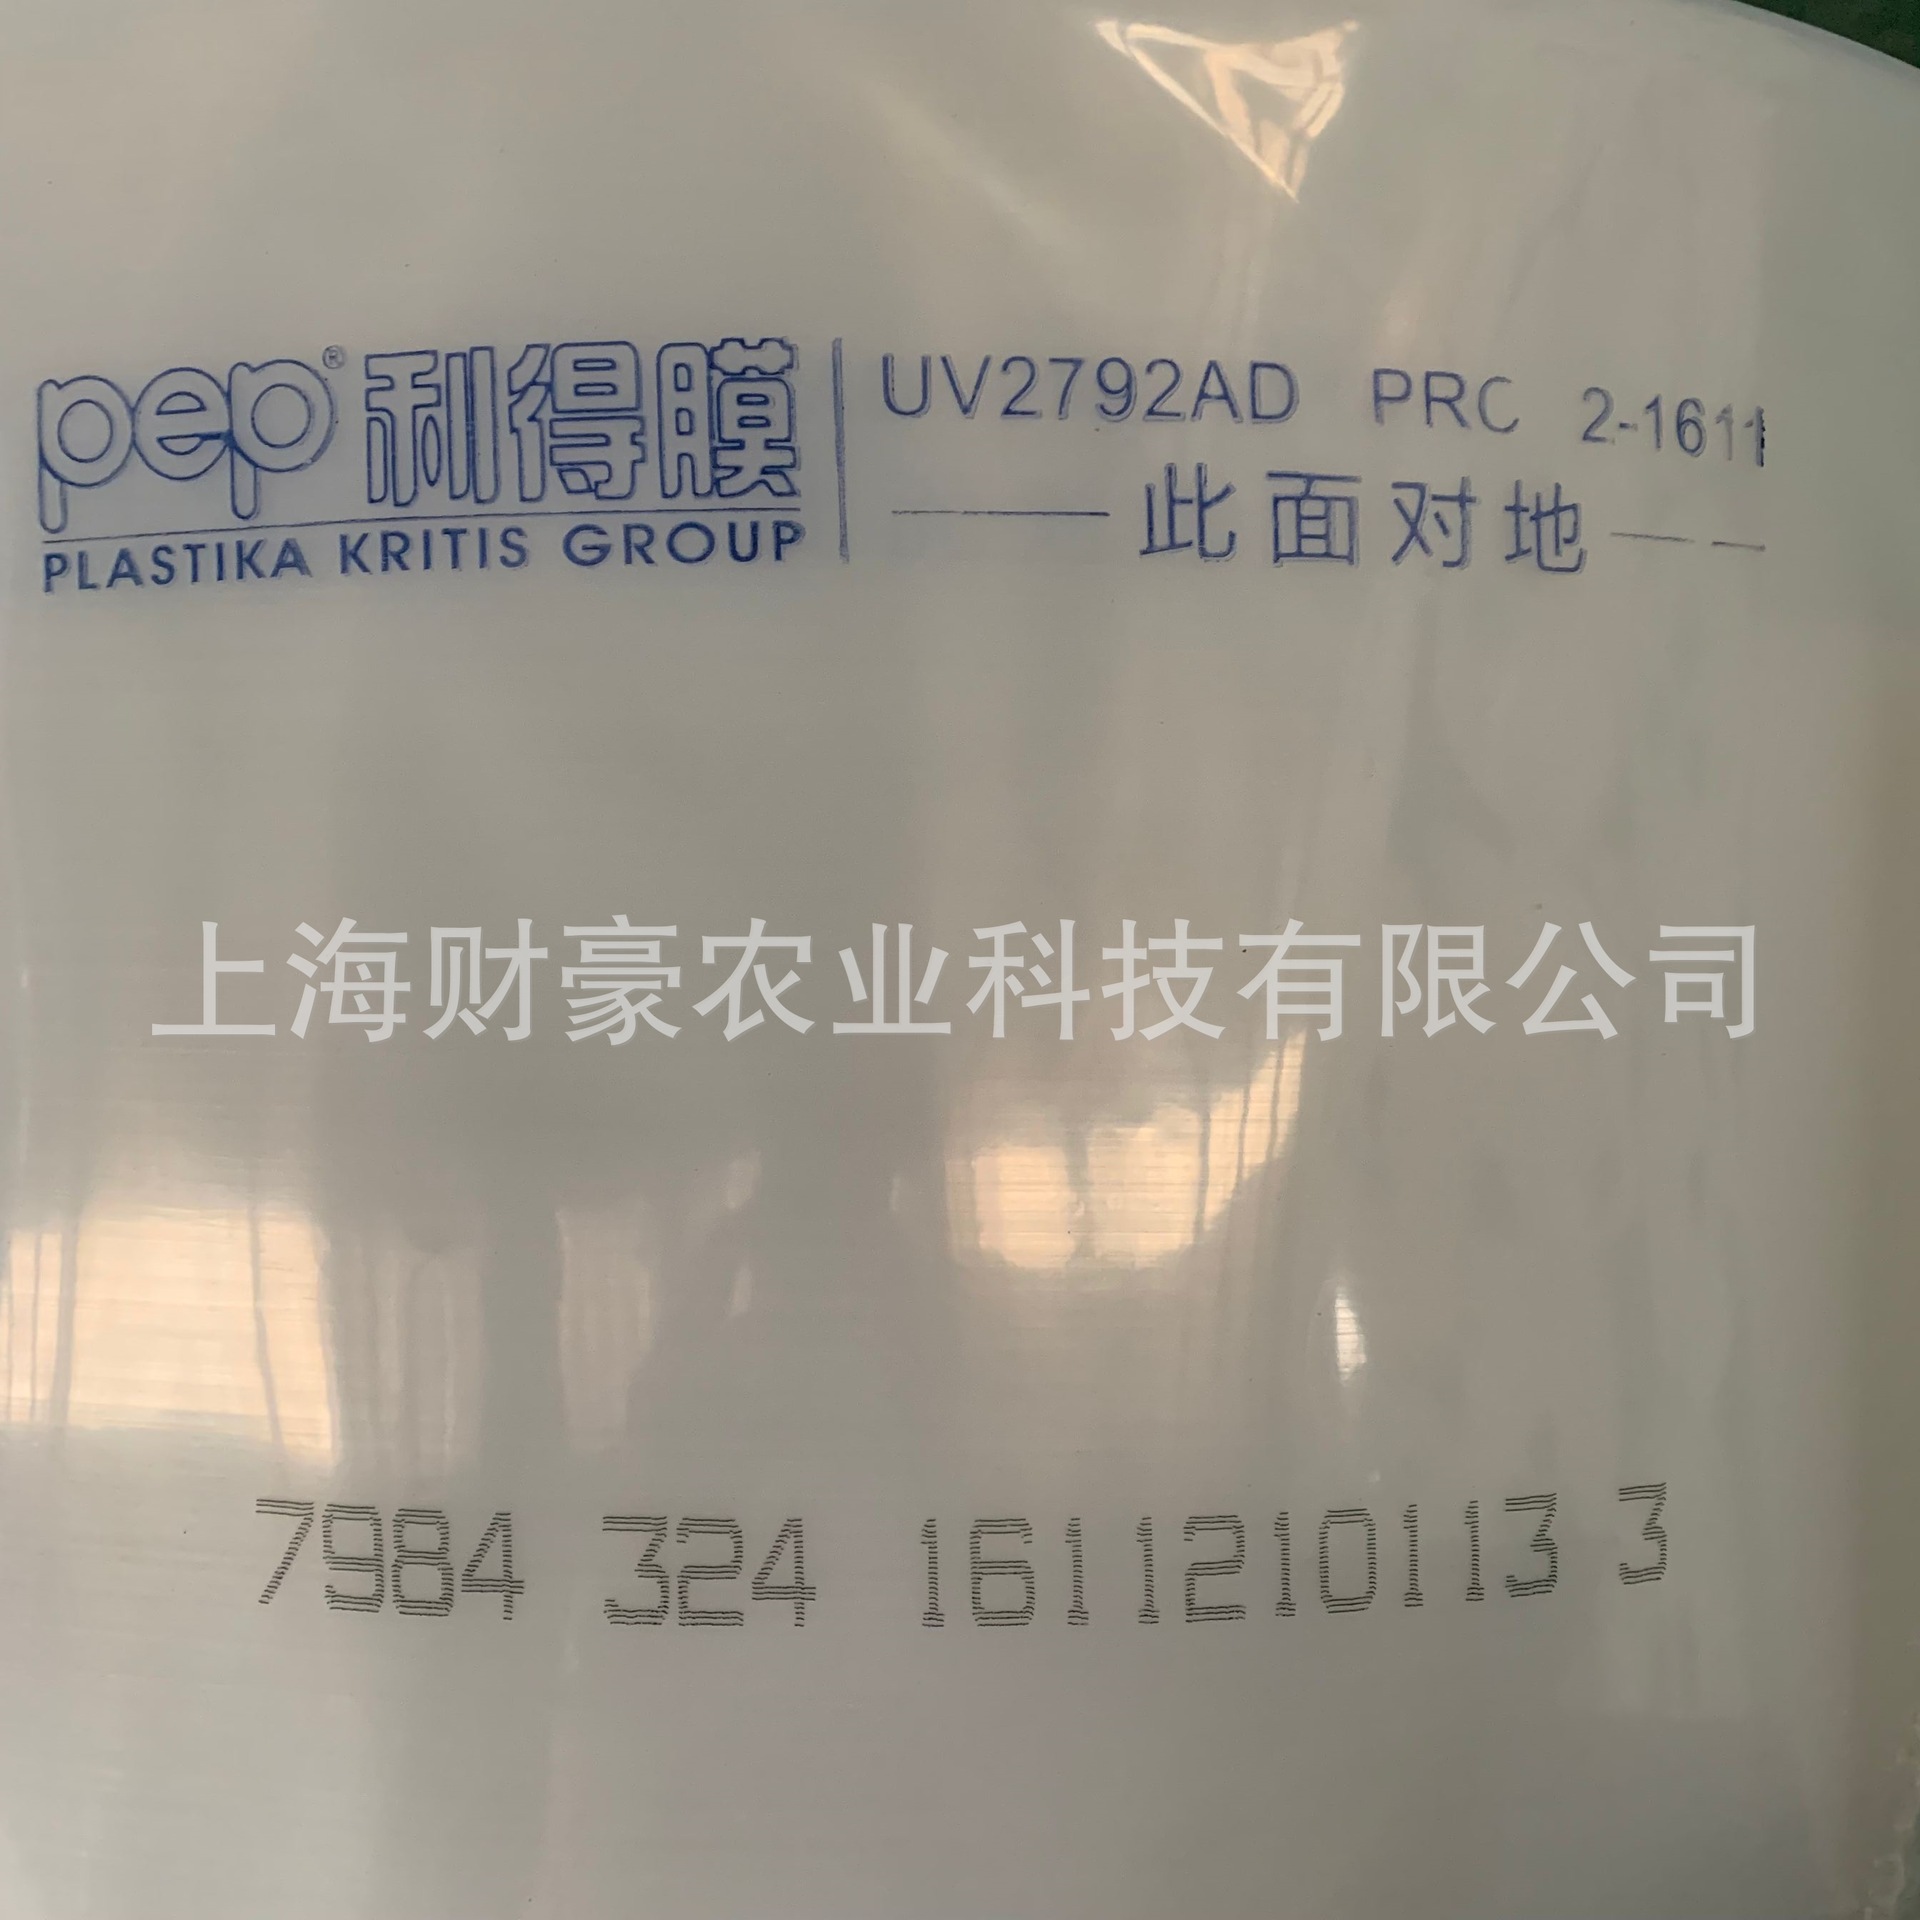 pep® 利得膜
PLASTIKA KRITIS GROUP
UV2792AD PRC 2-1611
此面对地
上海财豪农业科技有限公司
7984 324 1611210113 3